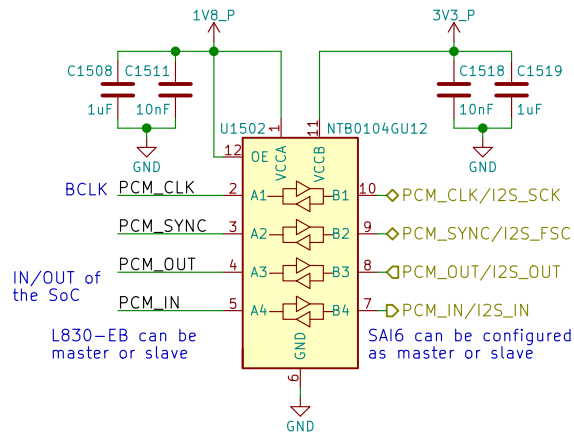 1V8_P
3V3_P
C1508
C1511
C1518
C1519
1uF
10nF
10nF
1uF
GND
GND
U1502
NTB0104GU12
1
11
VCCA
VCCB
12
OE
BCLK
PCM_CLK
2
A1
B1
10
PCM_CLK/I2S_SCK
PCM_SYNC
3
A2
B2
9
PCM_SYNC/I2S_FSC
PCM_OUT
4
A3
B3
8
PCM_OUT/I2S_OUT
IN/OUT of
the SoC
PCM_IN
5
A4
B4
7
PCM_IN/I2S_IN
L830-EB can be
master or slave
GND
SAI6 can be configured
as master or slave
6
GND